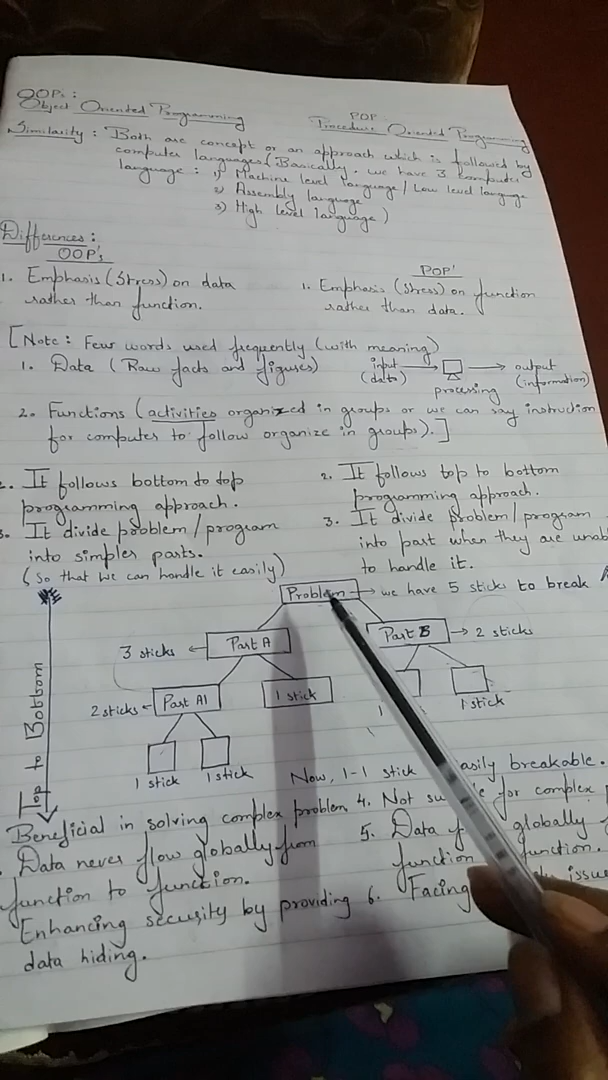 OOPs :
Object Oriented Programming
POP :
Procedure Oriented Programming
Similarity : Both are concept or an approach which is followed by
computer languages (Basically, we have 3 computer
language : 1) Machine level language / Low level language
2) Assembly language
3) High level language)
Differences :
OOP's
1. Emphasis (Stress) on data
rather than function.
POP'
1. Emphasis (Stress) on function
rather than data.
[Note : Few words used frequently (with meaning)
1. Data (Raw facts and figures)
input
(data)
processing
output
(information)
2. Functions (activities organized in groups or we can say instruction
for computer to follow organize in groups).]
2. It follows bottom to top
programming approach.
3. It divide problem / program
into simpler parts.
(So that we can handle it easily)
2. It follows top to bottom
programming approach.
3. It divide problem / program
into part when they are
to handle it.
Problem → we have 5 sticks to break
3 sticks ← Part A
Part B → 2 sticks
2 sticks ← Part A1
1 stick
1
1 stick
1 stick
1 stick
Top to Bottom
Now, 1-1 stick easily breakable.
Beneficial in solving complex problem
4. Not for complex
Data never flow globally from
function to function.
5. Data globally
function function.
Enhancing security by providing
data hiding.
6. Facing issue